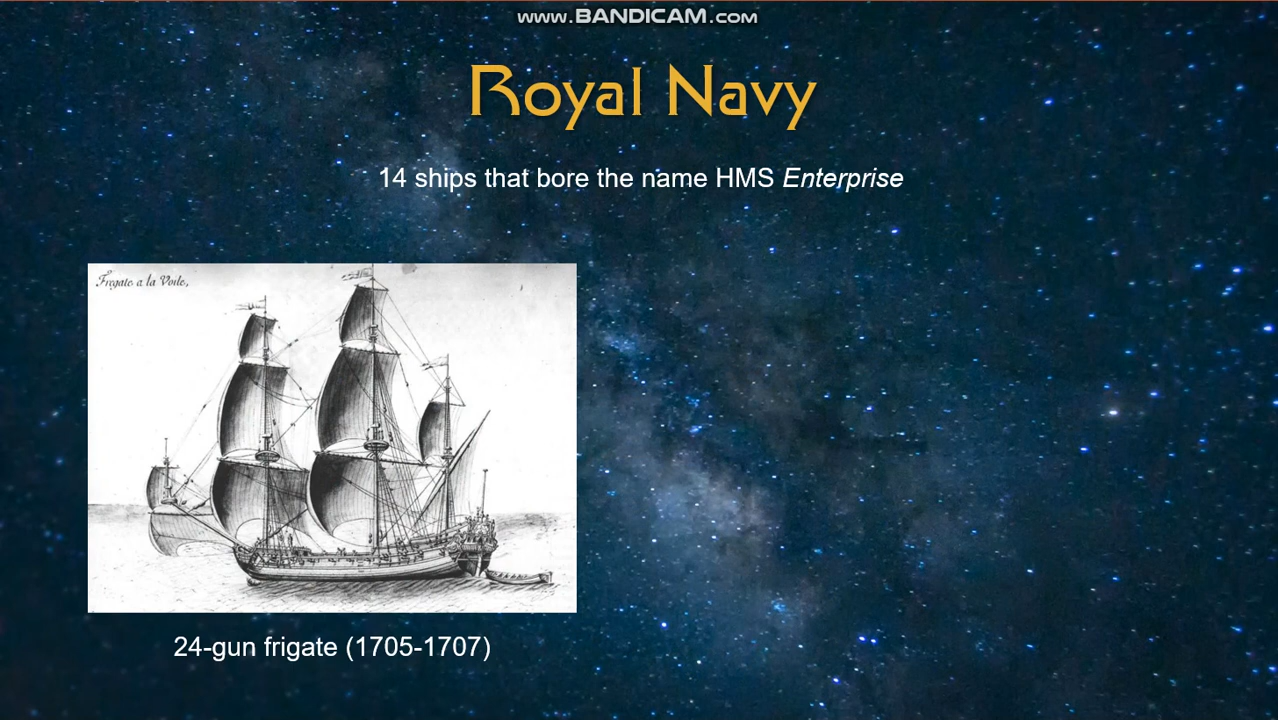 www.BANDICAM.com
Royal Navy
14 ships that bore the name HMS Enterprise
Fregate a la Voile,
24-gun frigate (1705-1707)